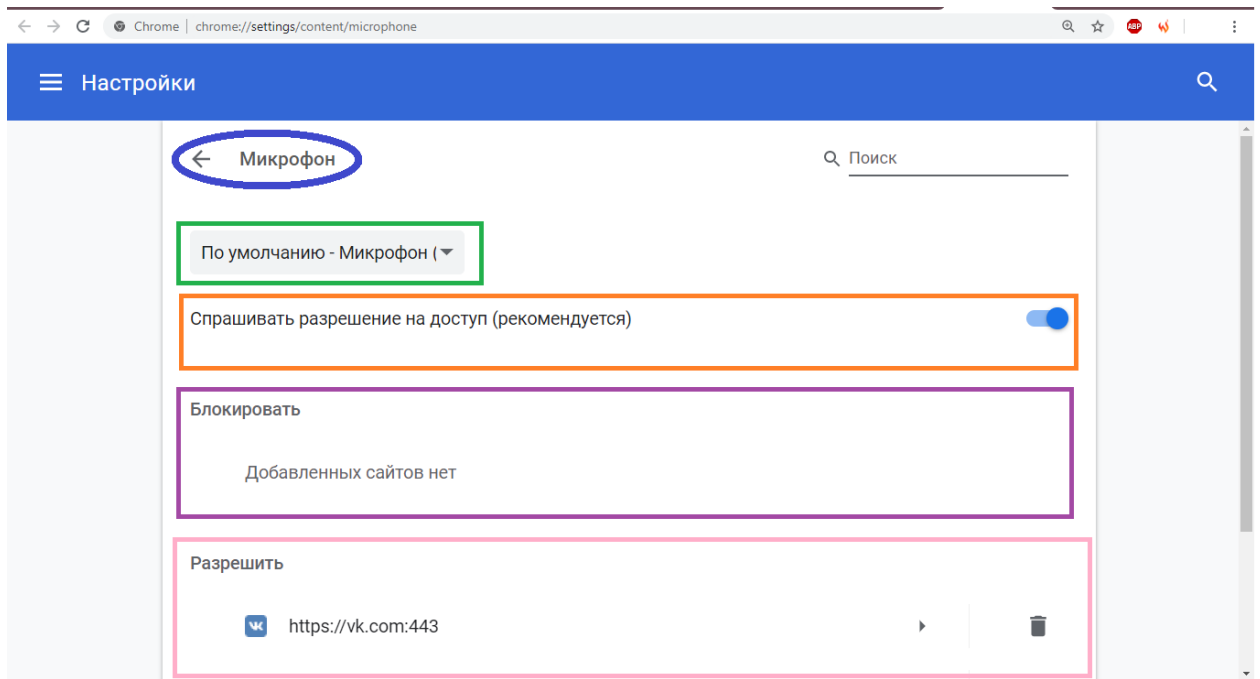 Chrome | chrome://settings/content/microphone
ABP
Настройки
Микрофон
Поиск
По умолчанию - Микрофон (
Спрашивать разрешение на доступ (рекомендуется)
Блокировать
Добавленных сайтов нет
Разрешить
https://vk.com:443